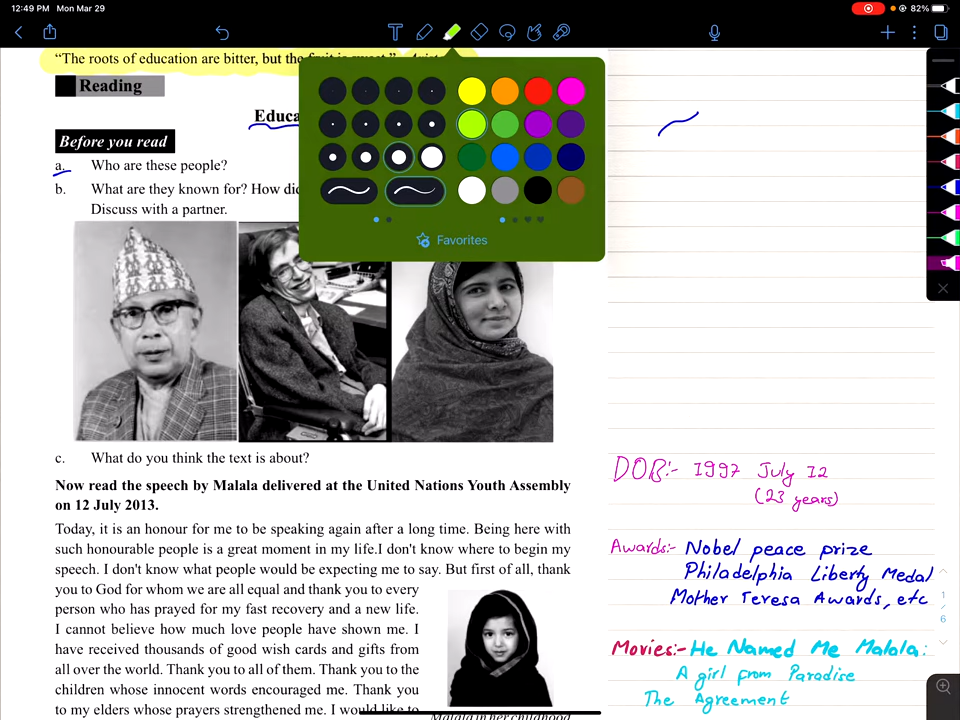 12:49 PM Mon Mar 29
82%
T
"The roots of education are bitter, but the
Reading
Educa
Before you read
a. Who are these people?
b. What are they known for? How did
Discuss with a partner.
Favorites
c. What do you think the text is about?
Now read the speech by Malala delivered at the United Nations Youth Assembly
on 12 July 2013.
Today, it is an honour for me to be speaking again after a long time. Being here with
such honourable people is a great moment in my life.I don't know where to begin my
speech. I don't know what people would be expecting me to say. But first of all, thank
you to God for whom we are all equal and thank you to every
person who has prayed for my fast recovery and a new life.
I cannot believe how much love people have shown me. I
have received thousands of good wish cards and gifts from
all over the world. Thank you to all of them. Thank you to the
children whose innocent words encouraged me. Thank you
to my elders whose prayers strengthened me. I would like to
Malala in her childhood
DOB:- 1997 July 12
(23 years)
Awards:- Nobel peace prize
Philadelphia Liberty Medal
Mother Teresa Awards, etc
Movies:- He Named Me Malala:
A girl from Paradise
The Agreement
1
/
6